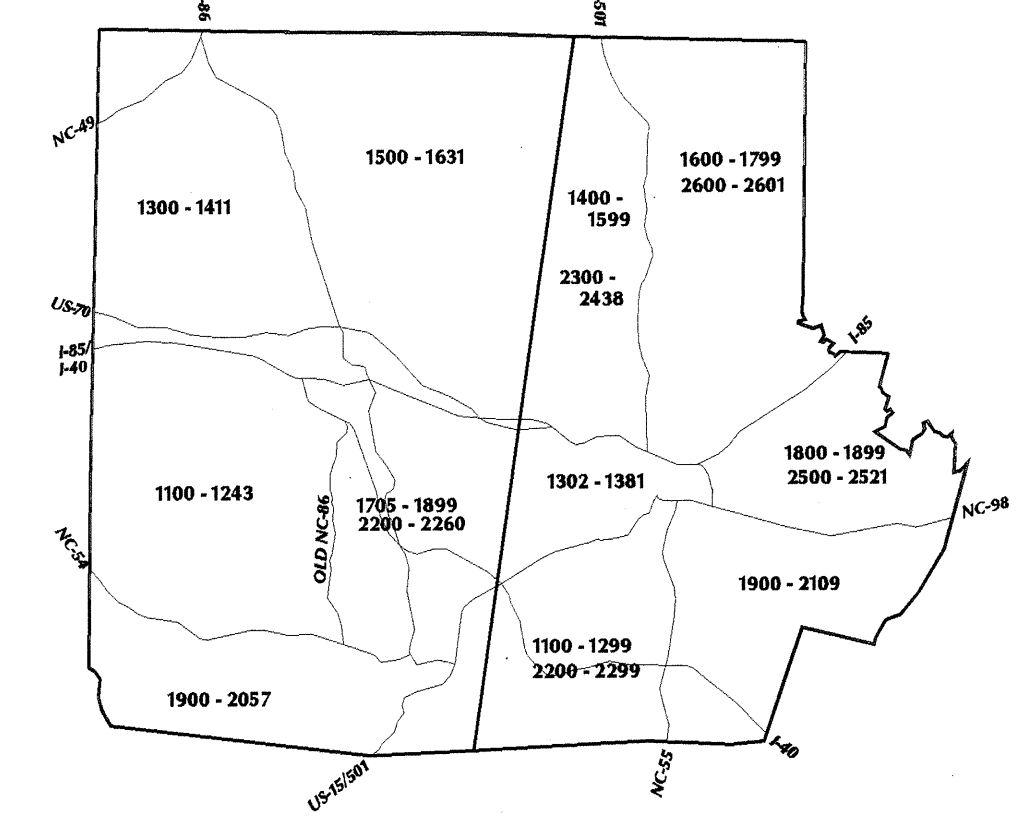 -86
-501
NC-49
1500 - 1631
1600 - 1799
2600 - 2601
1400 -
1599
1300 - 1411
2300 -
2438
US-70
I-85/
I-40
I-85
1800 - 1899
2500 - 2521
1302 - 1381
1100 - 1243
1705 - 1899
2200 - 2260
NC-98
OLD NC-86
NC-54
1900 - 2109
1100 - 1299
2200 - 2299
1900 - 2057
I-40
US-15/501
NC-55